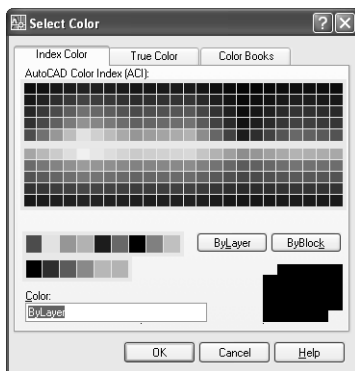 Select Color
Index Color True Color Color Books
AutoCAD Color Index (ACI):
ByLayer ByBlock
Color:
ByLayer
OK Cancel Help